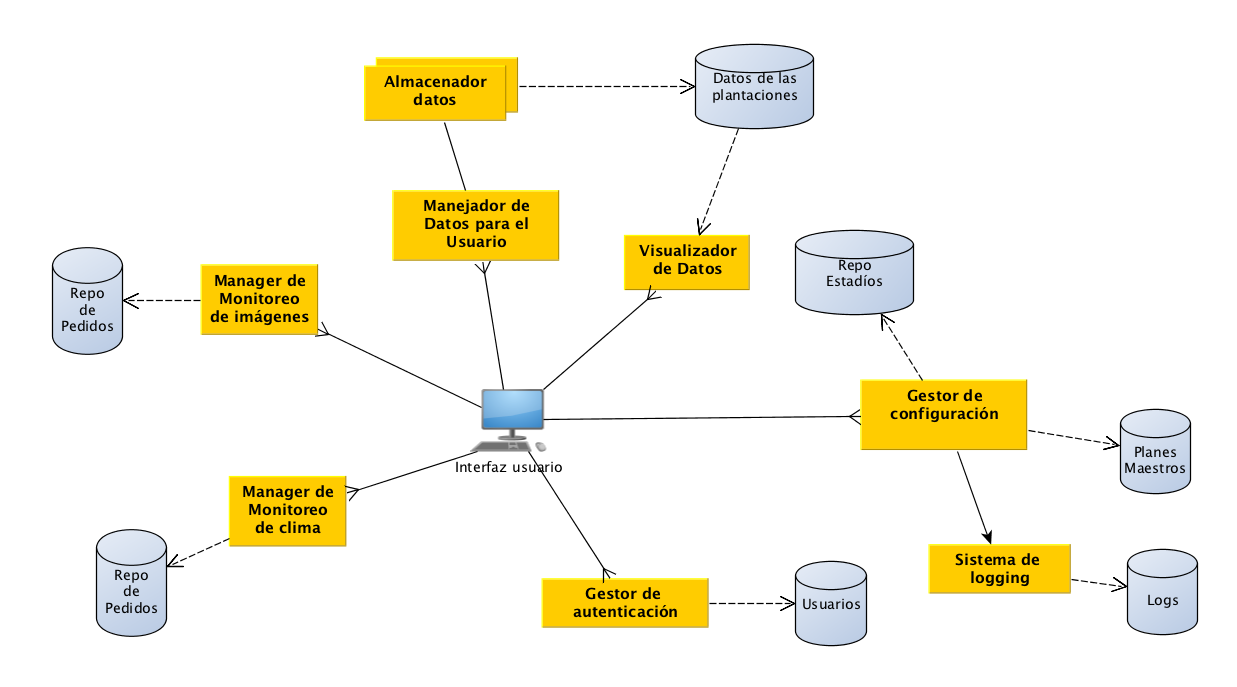 Almacenador
datos
Datos de las
plantaciones
Manejador de
Datos para el
Usuario
Visualizador
de Datos
Repo
Estadíos
Manager de
Monitoreo
de imágenes
Repo
de
Pedidos
Gestor de
configuración
Planes
Maestros
Interfaz usuario
Manager de
Monitoreo
de clima
Repo
de
Pedidos
Sistema de
logging
Logs
Gestor de
autenticación
Usuarios